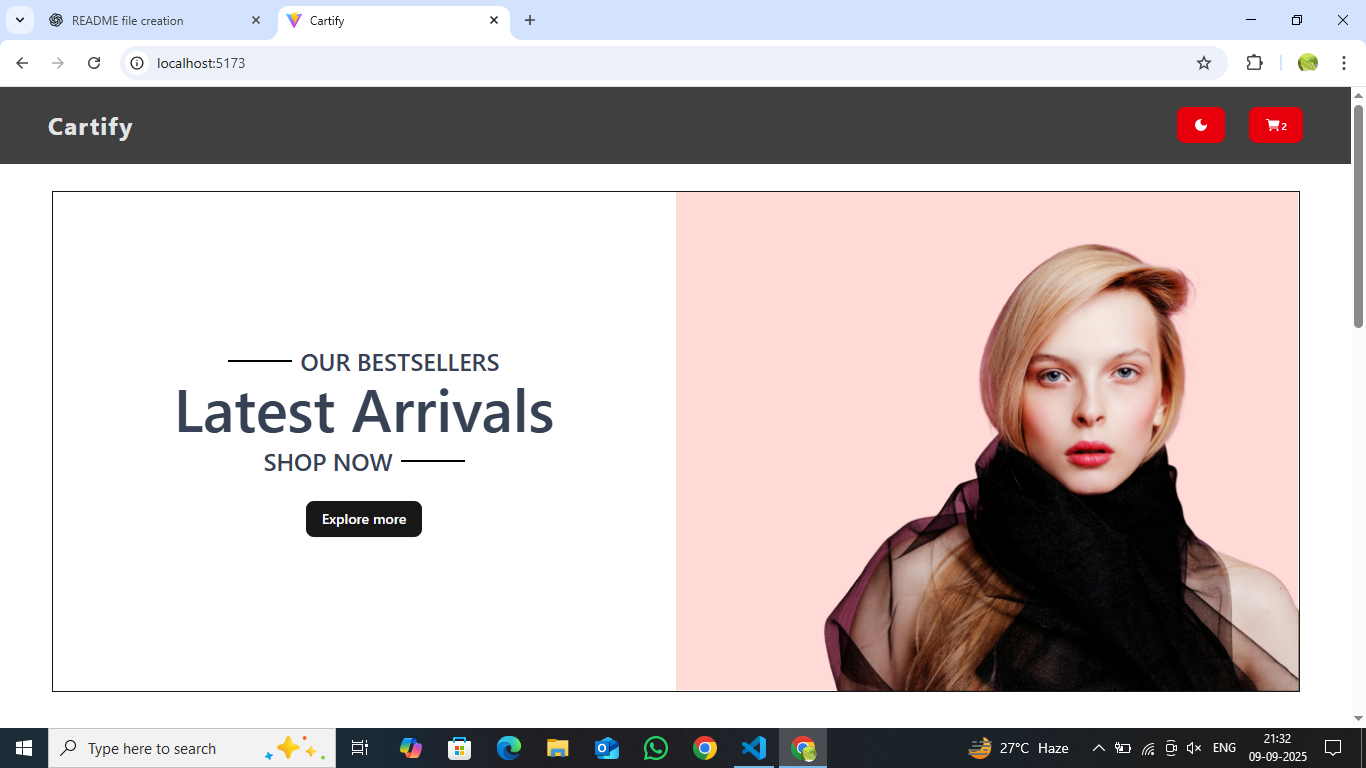 README file creation
Cartify
localhost:5173
Cartify
2
OUR BESTSELLERS
Latest Arrivals
SHOP NOW
Explore more
Type here to search
27°C Haze
ENG
21:32
09-09-2025